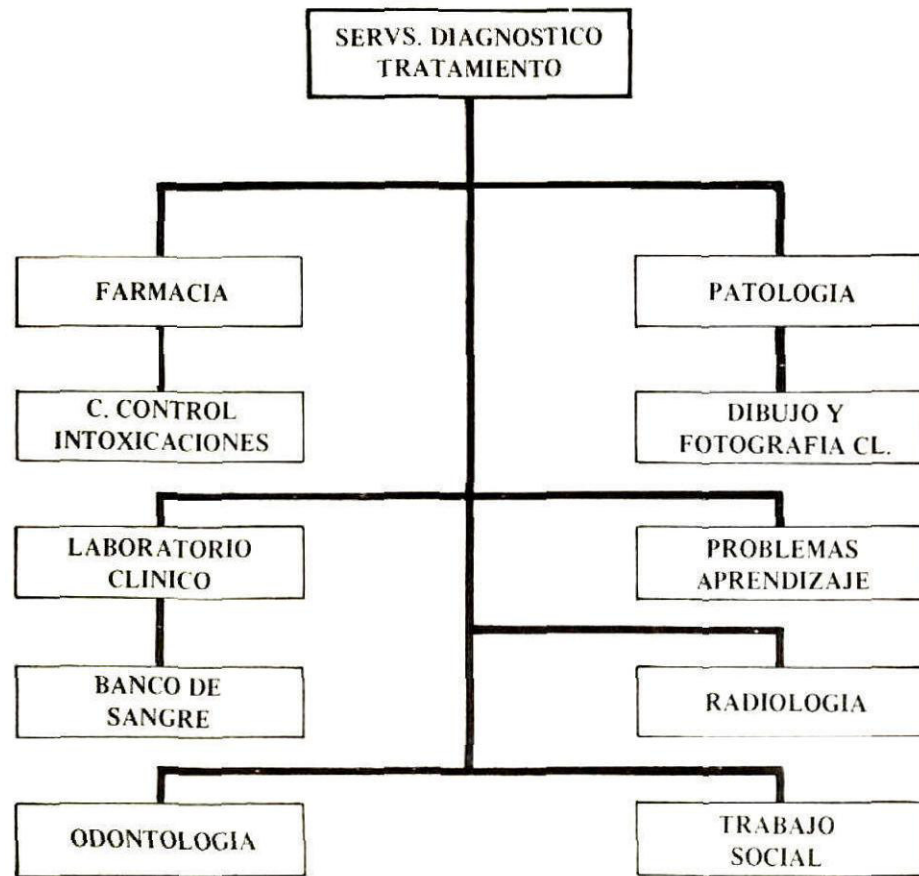 SERVS. DIAGNOSTICO
TRATAMIENTO
FARMACIA
PATOLOGIA
C. CONTROL
INTOXICACIONES
DIBUJO Y
FOTOGRAFIA CL.
LABORATORIO
CLINICO
PROBLEMAS
APRENDIZAJE
BANCO DE
SANGRE
RADIOLOGIA
ODONTOLOGIA
TRABAJO
SOCIAL